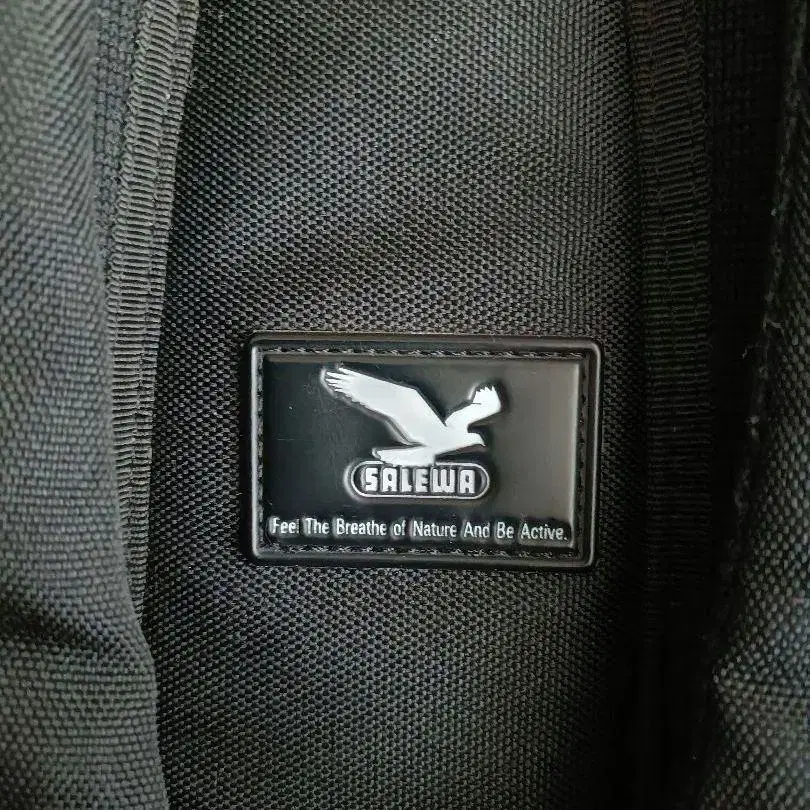 SALEWA
Feel The Breathe of Nature And Be Active.